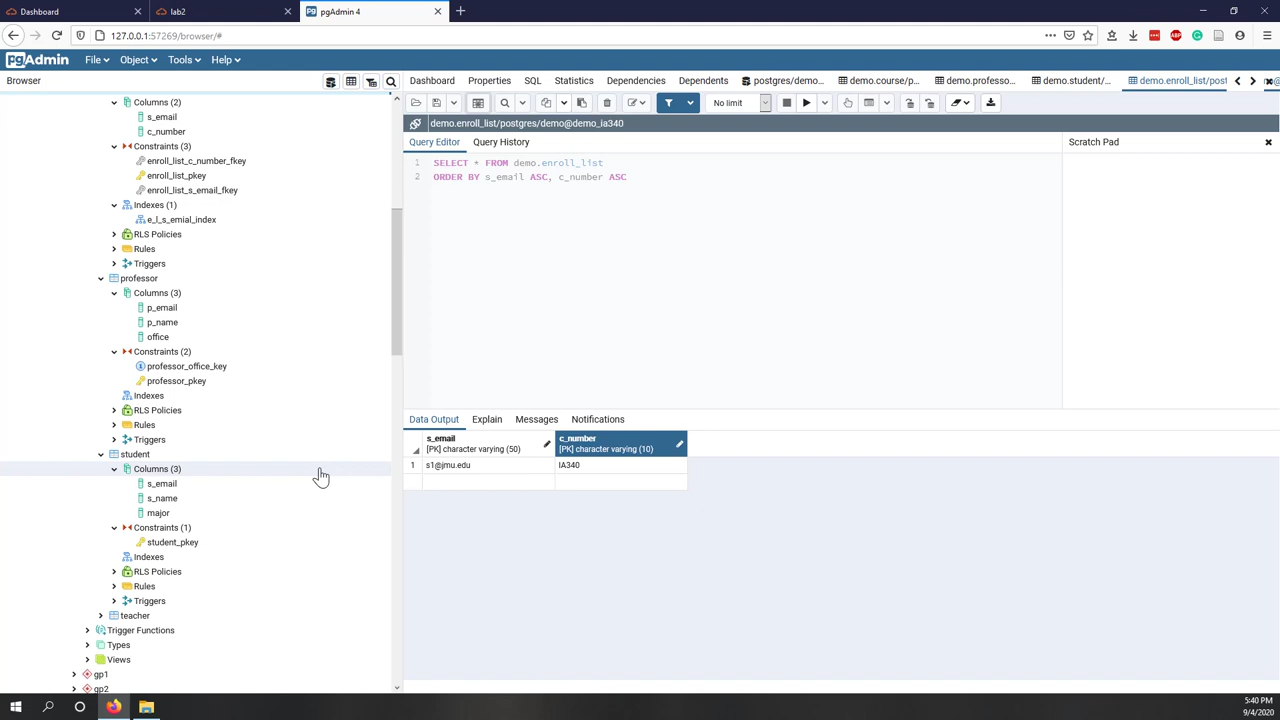 Dashboard
lab2
pgAdmin 4
127.0.0.1:57269/browser/#
pgAdmin
File
Object
Tools
Help
Browser
Dashboard
Properties
SQL
Statistics
Dependencies
Dependents
postgres/demo...
demo.course/p...
demo.professo...
demo.student/...
demo.enroll_list/post
No limit
demo.enroll_list/postgres/demo@demo_ia340
Query Editor
Query History
Scratch Pad
1 SELECT * FROM demo.enroll_list
2 ORDER BY s_email ASC, c_number ASC
Columns (2)
s_email
c_number
Constraints (3)
enroll_list_c_number_fkey
enroll_list_pkey
enroll_list_s_email_fkey
Indexes (1)
e_l_s_emial_index
RLS Policies
Rules
Triggers
professor
Columns (3)
p_email
p_name
office
Constraints (2)
professor_office_key
professor_pkey
Indexes
RLS Policies
Rules
Triggers
student
Columns (3)
s_email
s_name
major
Constraints (1)
student_pkey
Indexes
RLS Policies
Rules
Triggers
teacher
Trigger Functions
Types
Views
gp1
gp2
Data Output
Explain
Messages
Notifications
s_email
[PK] character varying (50)
c_number
[PK] character varying (10)
1 s1@jmu.edu IA340
5:40 PM
9/4/2020